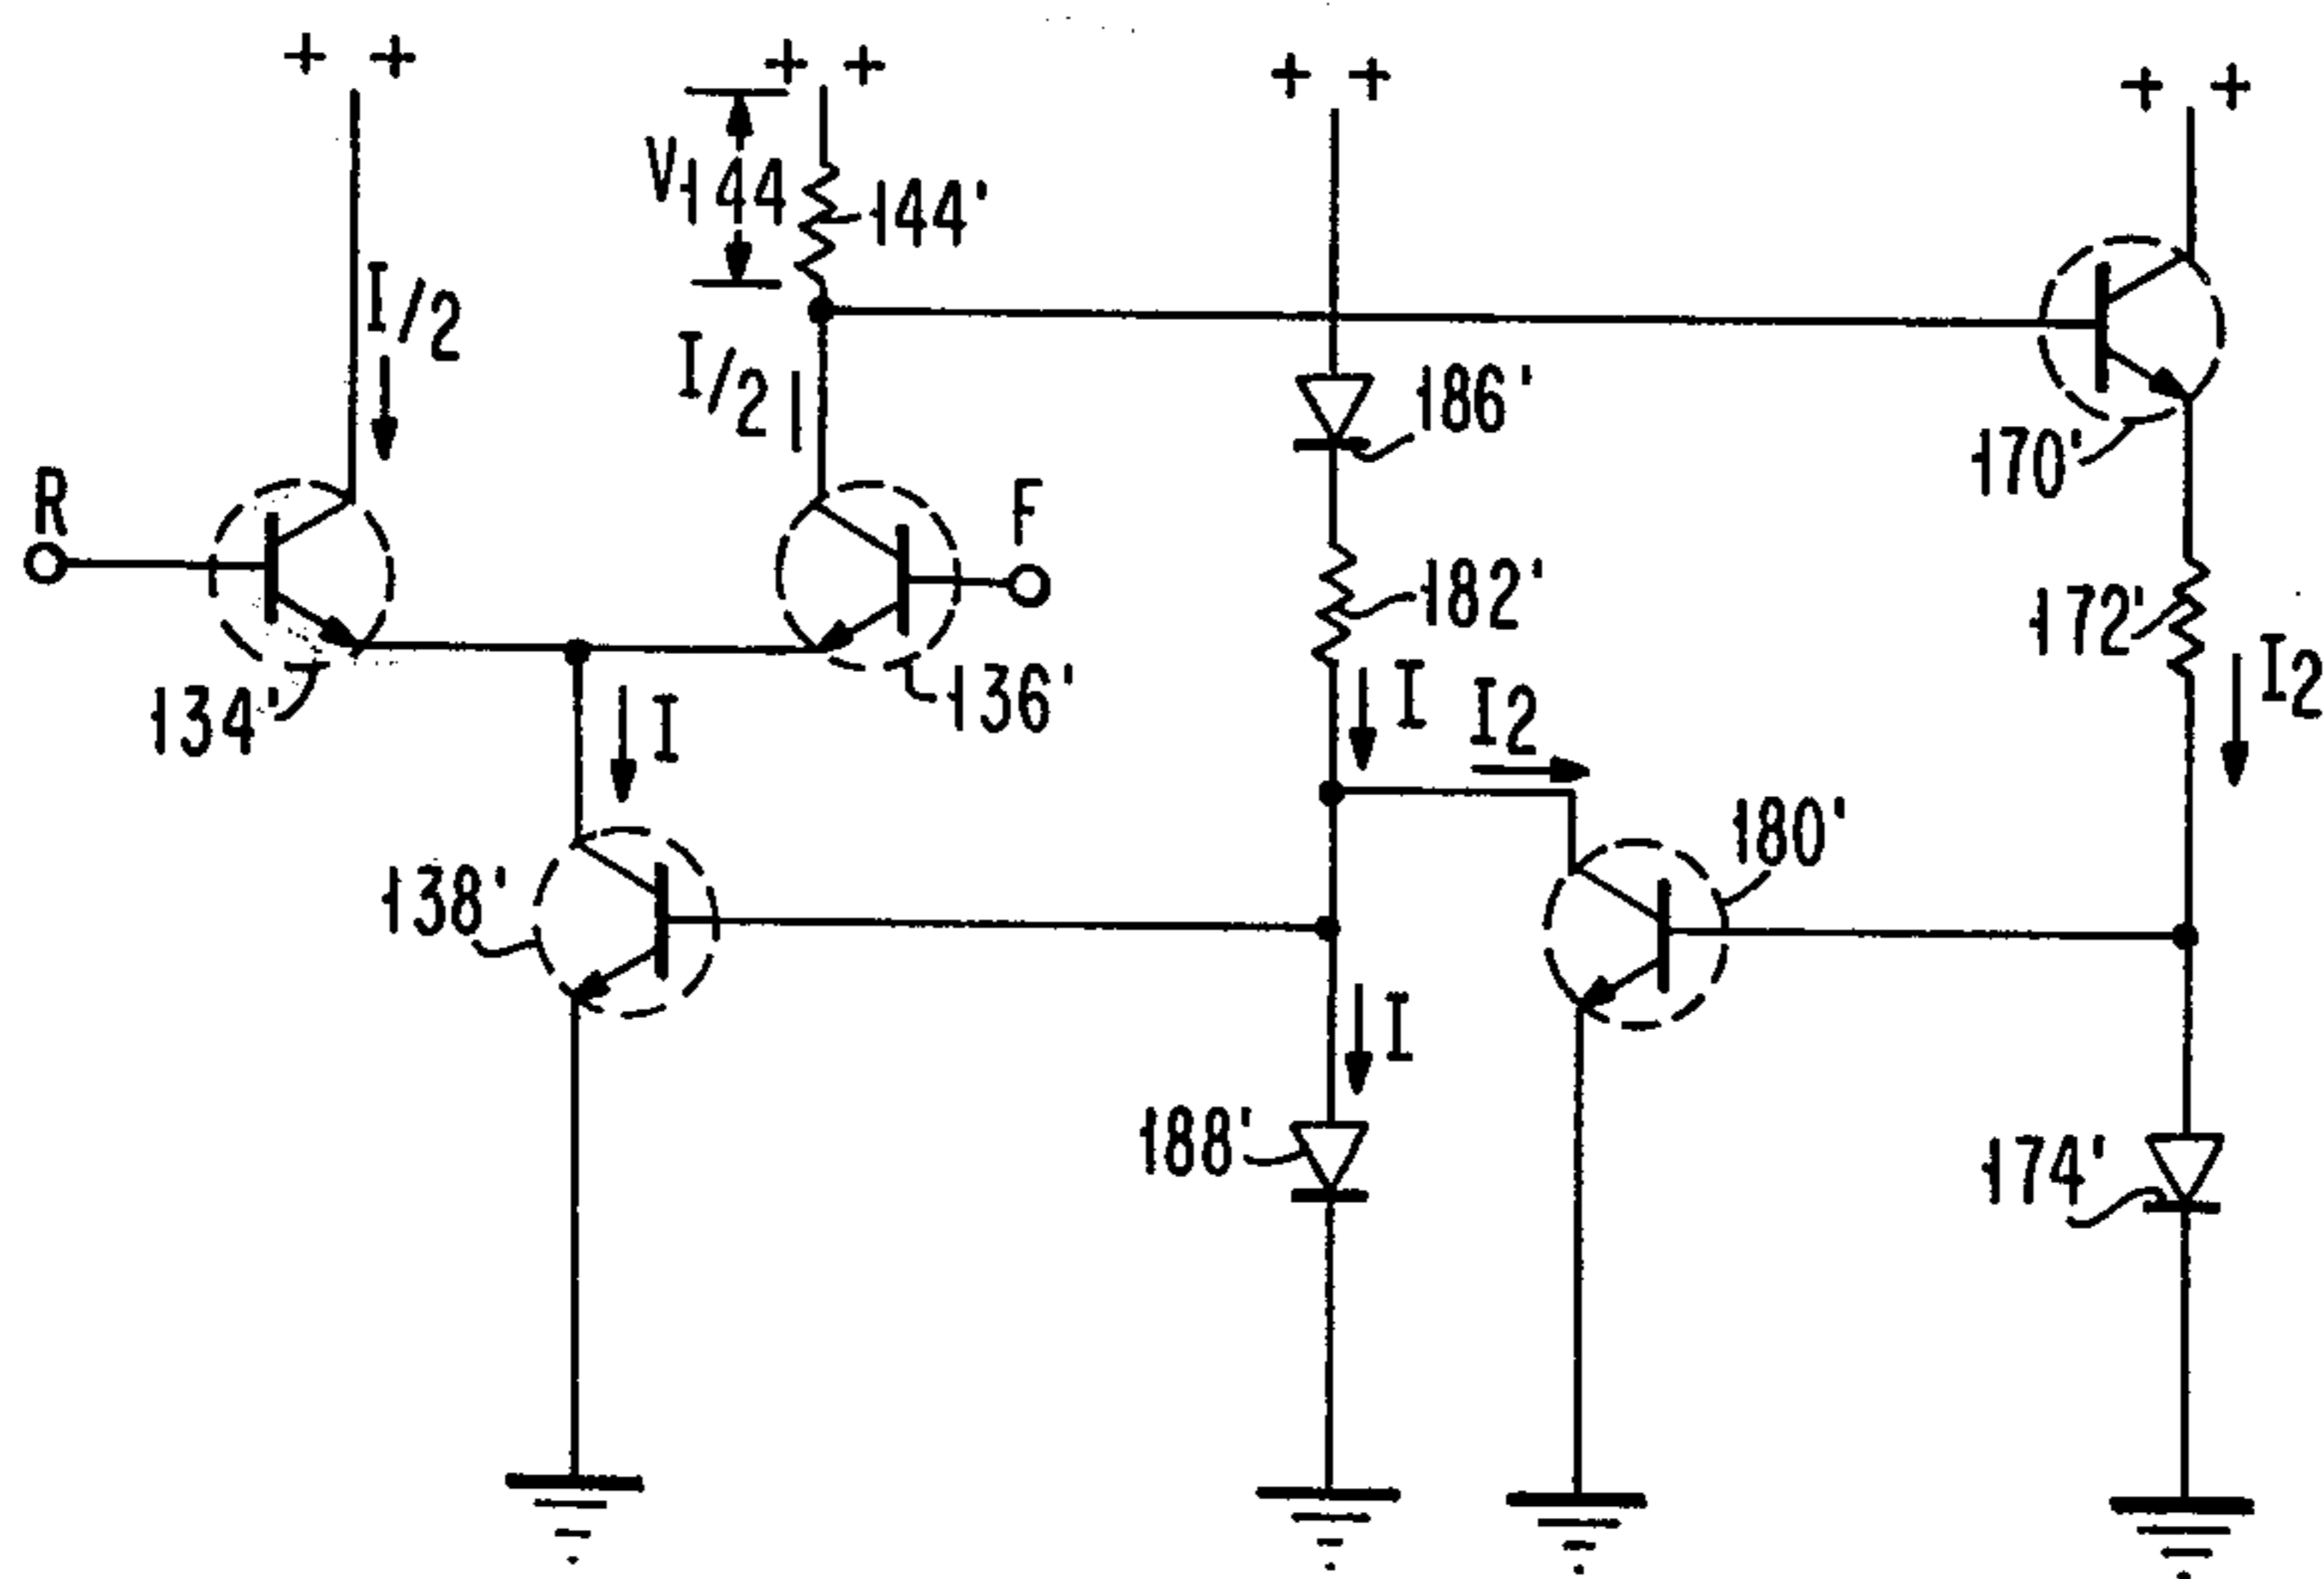 + +
+ +
+ +
+ +
V144
144'
I/2
I/2
186'
170'
R
F
182'
172'
I2
134'
136'
I
I
I2
180'
138'
I
188'
174'